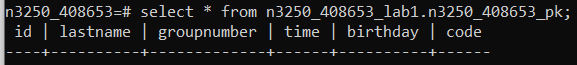 n3250_408653=# select * from n3250_408653_lab1.n3250_408653_pk;
 id | lastname | groupnumber | time | birthday | code
----+----------+-------------+------+----------+------